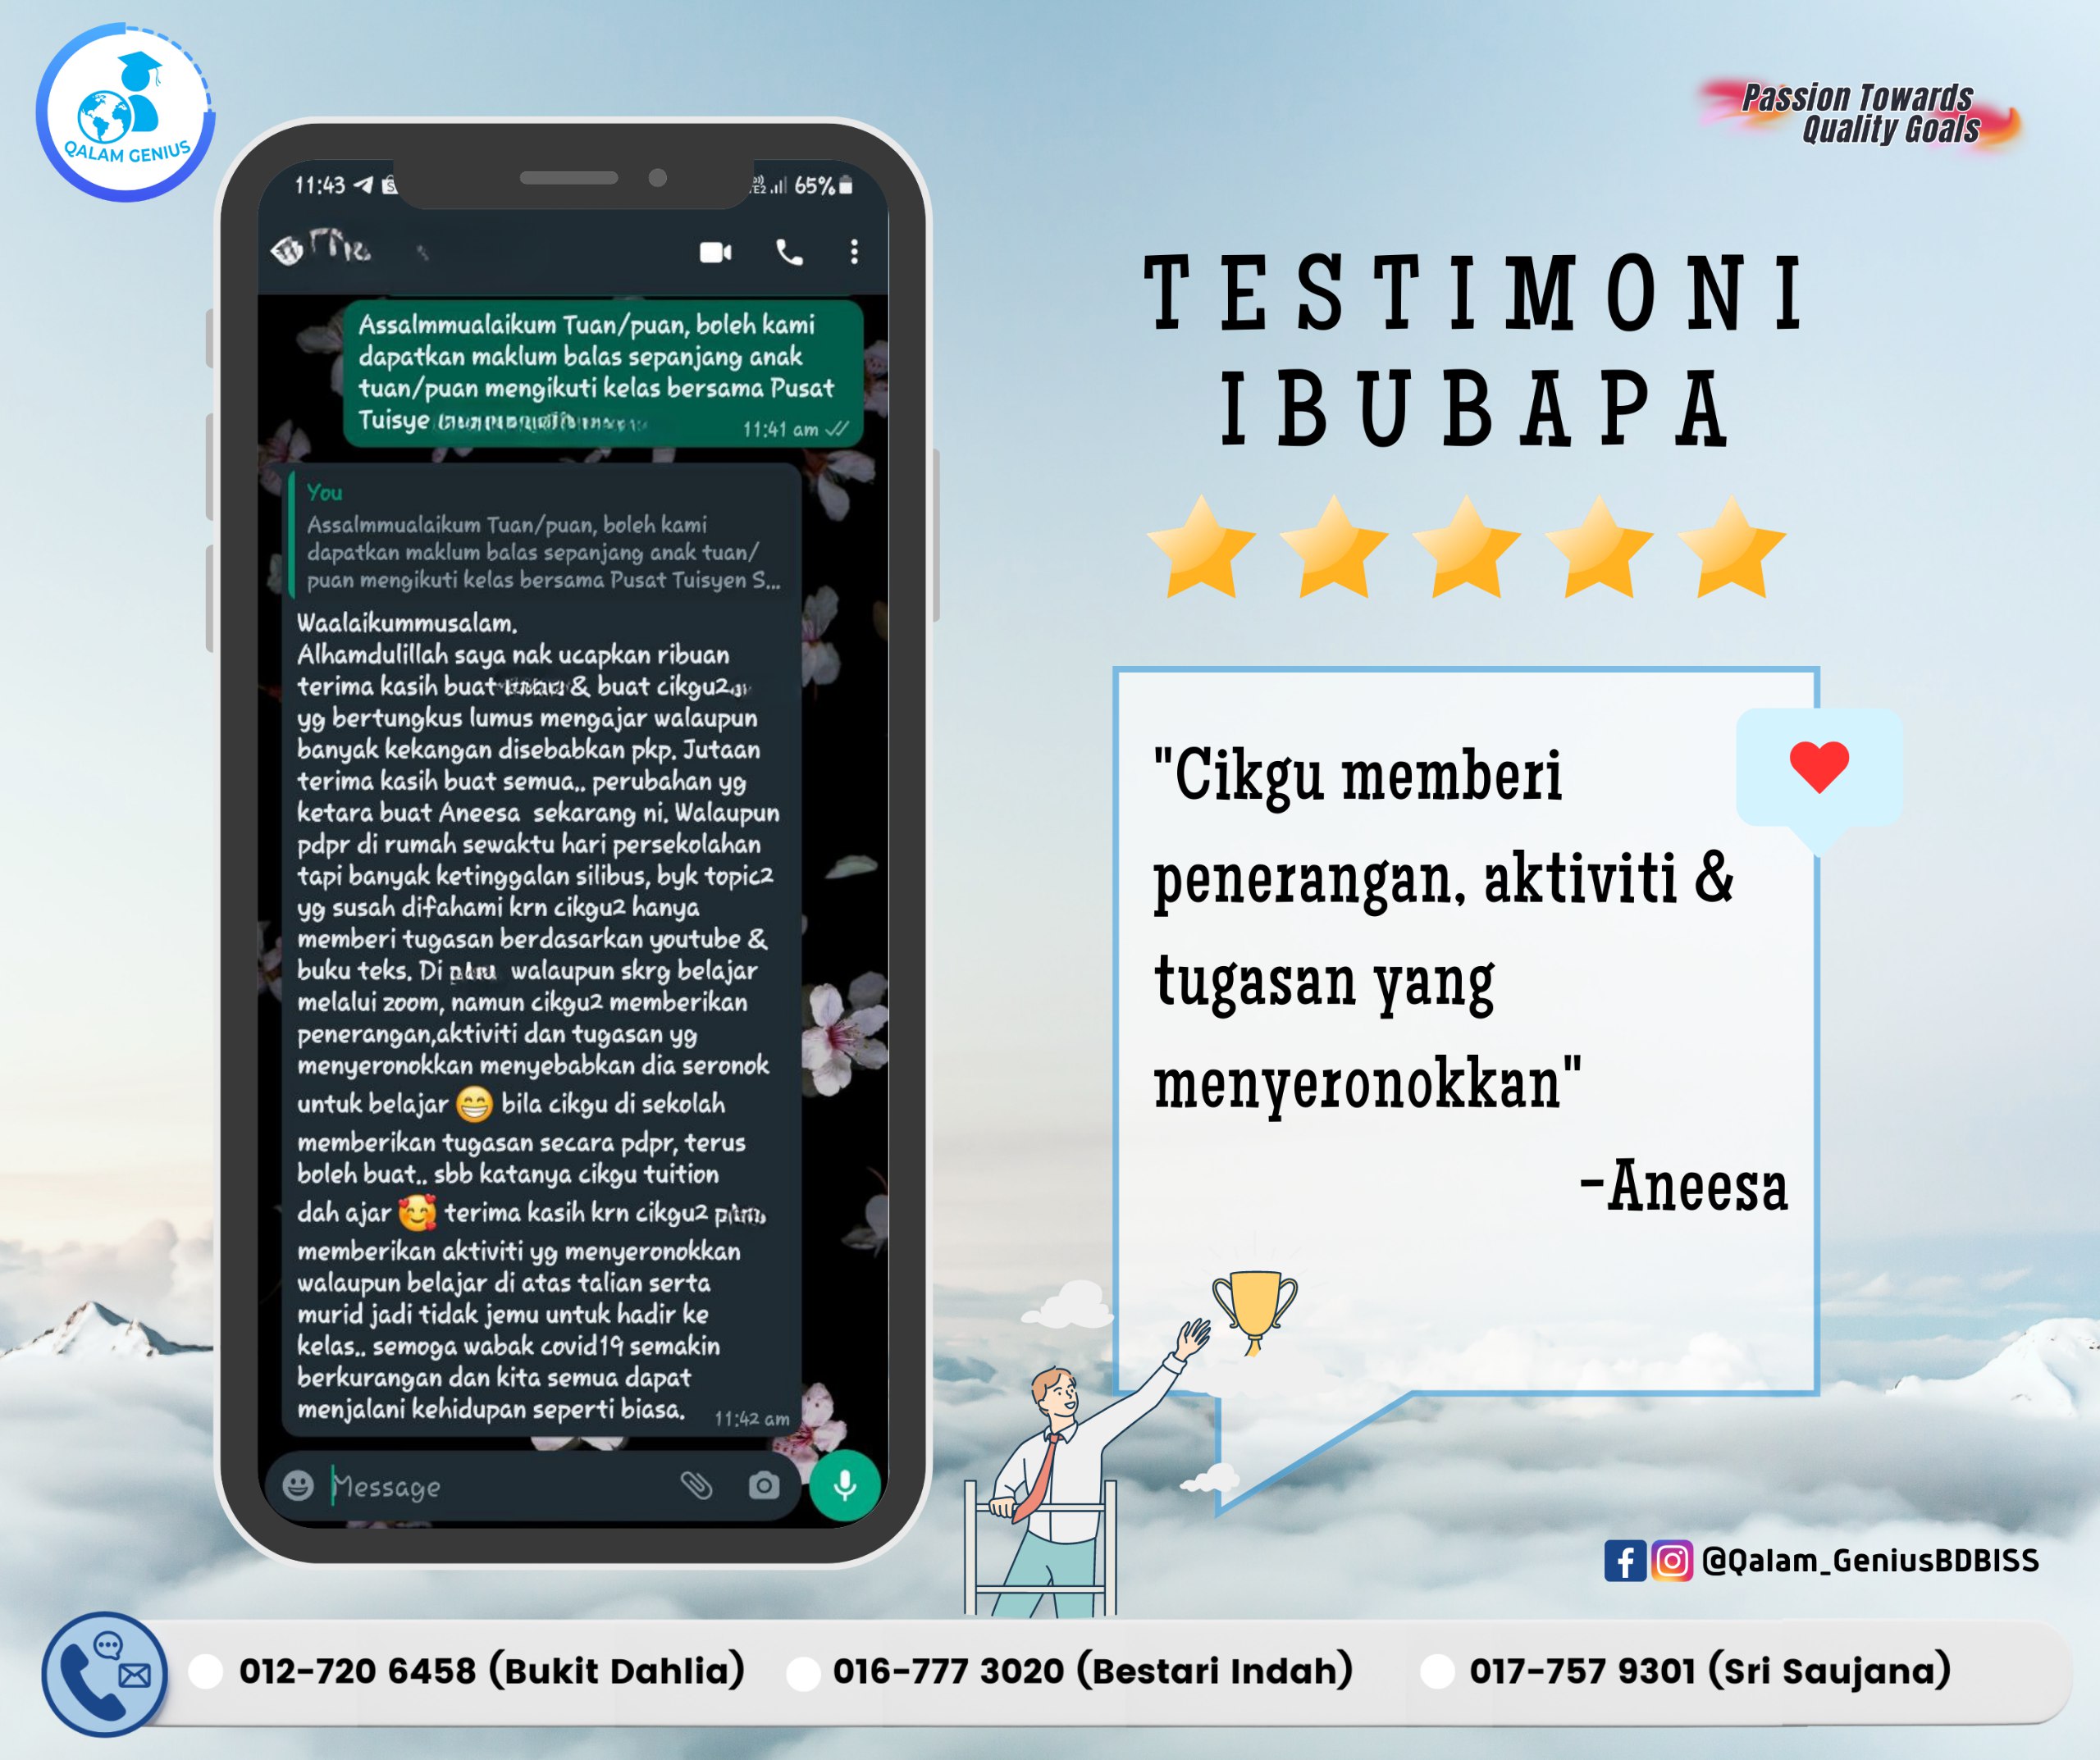 QALAM GENIUS
Passion Towards
Quality Goals
11:43
65%
Assalmmualaikum Tuan/puan, boleh kami
dapatkan maklum balas sepanjang anak
tuan/puan mengikuti kelas bersama Pusat
Tuisye
11:41 am
You
Assalmmualaikum Tuan/puan, boleh kami
dapatkan maklum balas sepanjang anak tuan/
puan mengikuti kelas bersama Pusat Tuisyen S...
Waalaikummusalam.
Alhamdulillah saya nak ucapkan ribuan
terima kasih buat & buat cikgu2
yg bertungkus lumus mengajar walaupun
banyak kekangan disebabkan pkp. Jutaan
terima kasih buat semua.. perubahan yg
ketara buat Aneesa sekarang ni. Walaupun
pdpr di rumah sewaktu hari persekolahan
tapi banyak ketinggalan silibus, byk topic2
yg susah difahami krn cikgu2 hanya
memberi tugasan berdasarkan youtube &
buku teks. Di walaupun skrg belajar
melalui zoom, namun cikgu2 memberikan
penerangan,aktiviti dan tugasan yg
menyeronokkan menyebabkan dia seronok
untuk belajar 😁 bila cikgu di sekolah
memberikan tugasan secara pdpr, terus
boleh buat.. sbb katanya cikgu tuition
dah ajar 🥰 terima kasih krn cikgu2
memberikan aktiviti yg menyeronokkan
walaupun belajar di atas talian serta
murid jadi tidak jemu untuk hadir ke
kelas.. semoga wabak covid19 semakin
berkurangan dan kita semua dapat
menjalani kehidupan seperti biasa.
11:42 am
Message
TESTIMONI
IBUBAPA
"Cikgu memberi
penerangan, aktiviti &
tugasan yang
menyeronokkan"
-Aneesa
@Qalam_GeniusBDBISS
012-720 6458 (Bukit Dahlia)
016-777 3020 (Bestari Indah)
017-757 9301 (Sri Saujana)